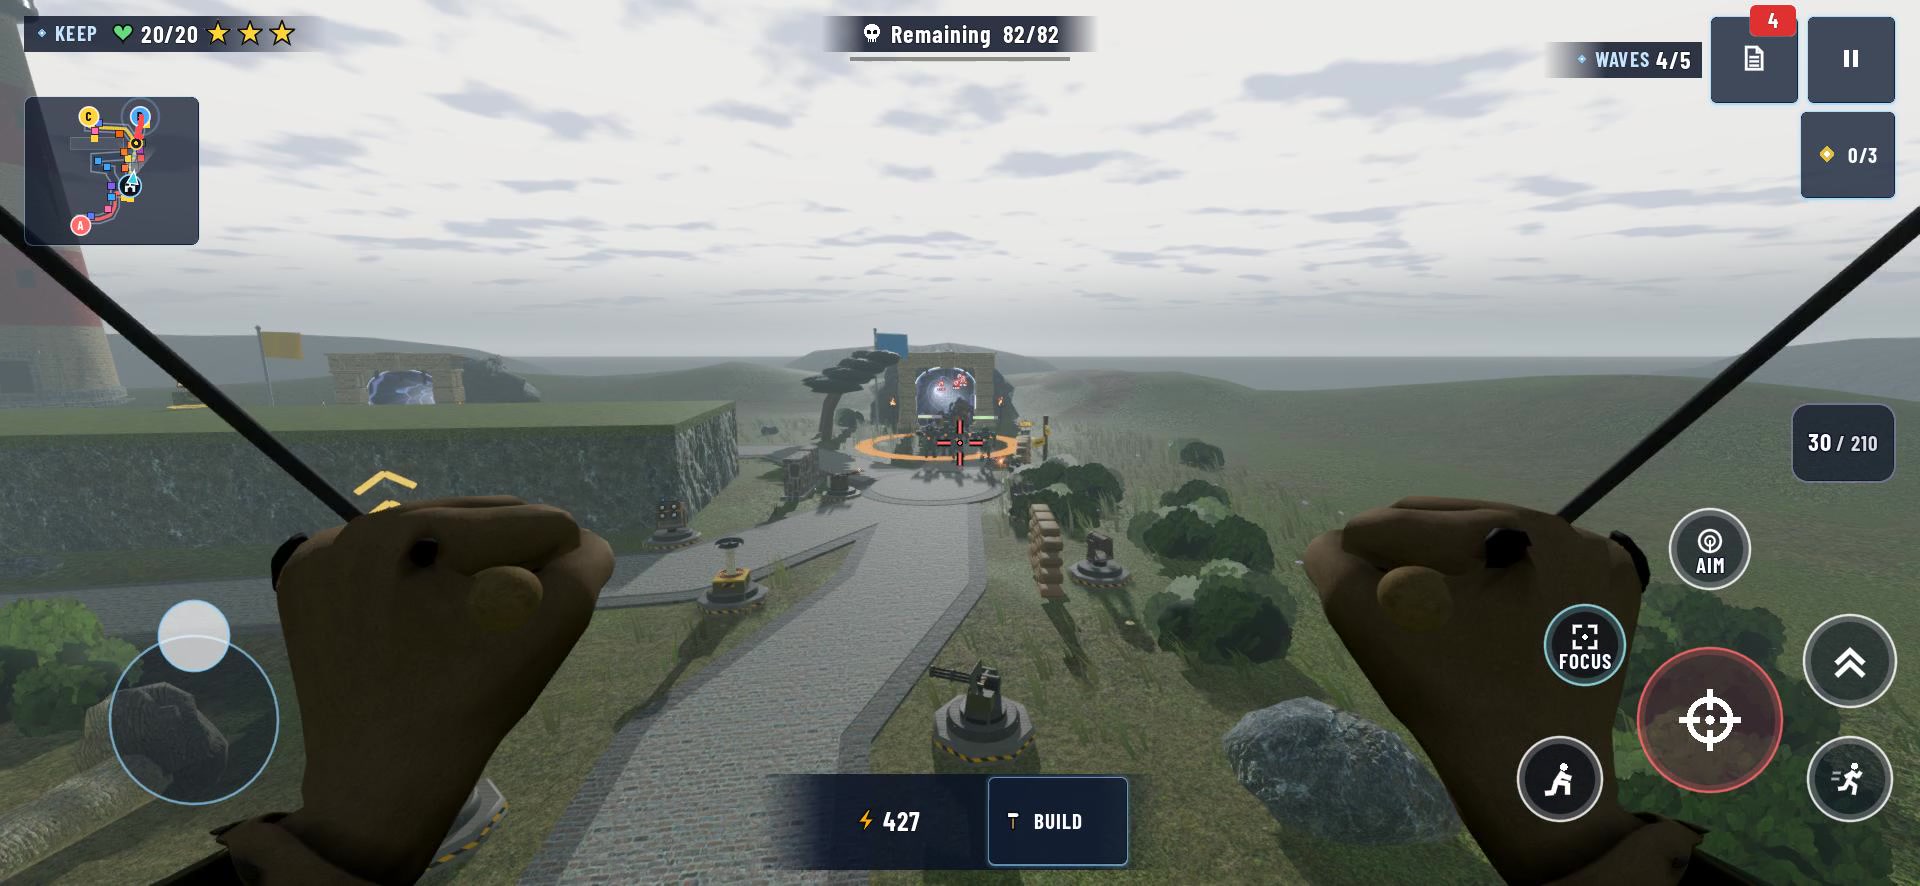 KEEP 20/20
Remaining 82/82
4
WAVES 4/5
C
A
0/3
30 / 210
AIM
FOCUS
427
BUILD